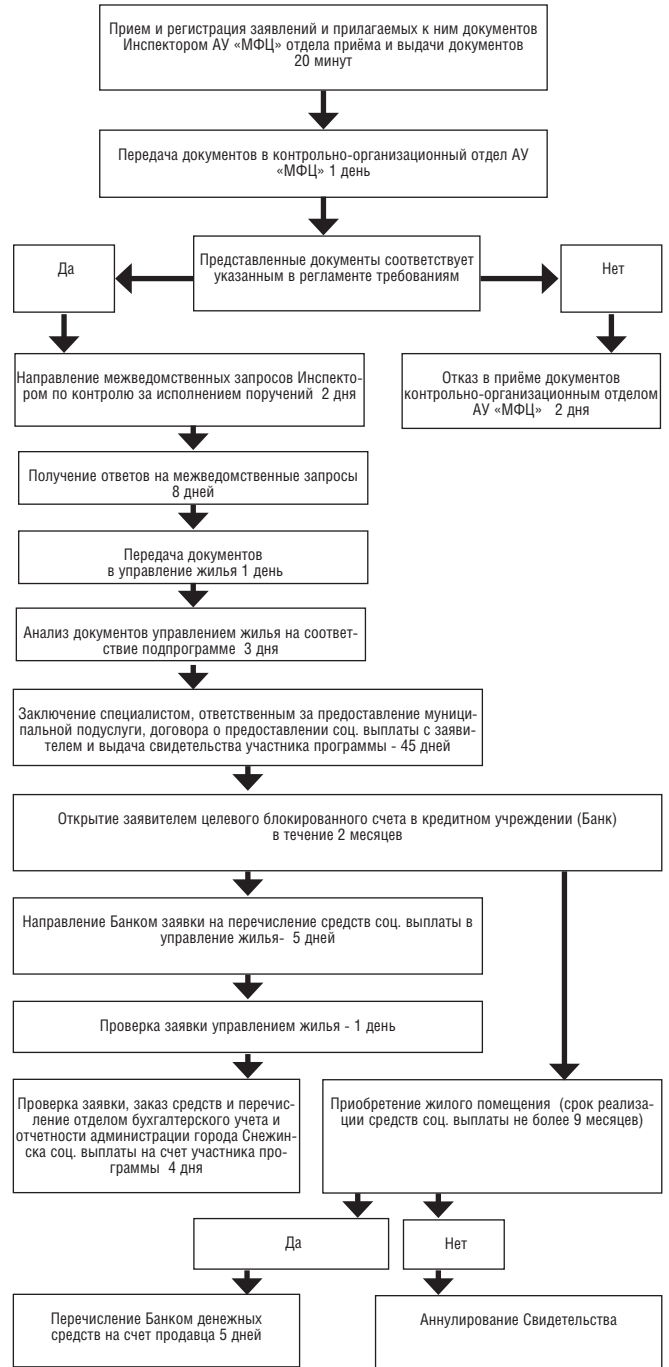 Прием и регистрация заявлений и прилагаемых к ним документов
Инспектором АУ «МФЦ» отдела приёма и выдачи документов
20 минут
Передача документов в контрольно-организационный отдел АУ
«МФЦ» 1 день
Представленные документы соответствует
указанным в регламенте требованиям
Да
Нет
Направление межведомственных запросов Инспекто-
ром по контролю за исполнением поручений 2 дня
Отказ в приёме документов
контрольно-организационным отделом
АУ «МФЦ» 2 дня
Получение ответов на межведомственные запросы
8 дней
Передача документов
в управление жилья 1 день
Анализ документов управлением жилья на соответ-
ствие подпрограмме 3 дня
Заключение специалистом, ответственным за предоставление муници-
пальной подуслуги, договора о предоставлении соц. выплаты с заяви-
телем и выдача свидетельства участника программы - 45 дней
Открытие заявителем целевого блокированного счета в кредитном учреждении (Банк)
в течение 2 месяцев
Направление Банком заявки на перечисление средств соц. выплаты в
управление жилья- 5 дней
Проверка заявки управлением жилья - 1 день
Проверка заявки, заказ средств и перечис-
ление отделом бухгалтерского учета и
отчетности администрации города Снежин-
ска соц. выплаты на счет участника про-
граммы 4 дня
Приобретение жилого помещения (срок реализа-
ции средств соц. выплаты не более 9 месяцев)
Да
Нет
Перечисление Банком денежных
средств на счет продавца 5 дней
Аннулирование Свидетельства